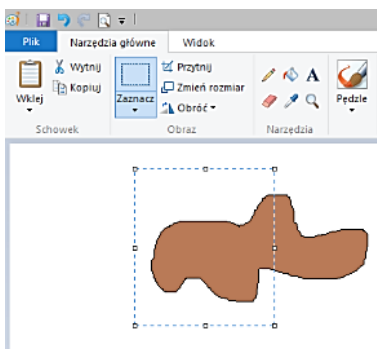 Plik Narzędzia główne Widok
Wklej
Wytnij
Kopiuj
Schowek
Zaznacz
Przytnij
Zmień rozmiar
Obróć
Obraz
A
Narzędzia
Pędzle